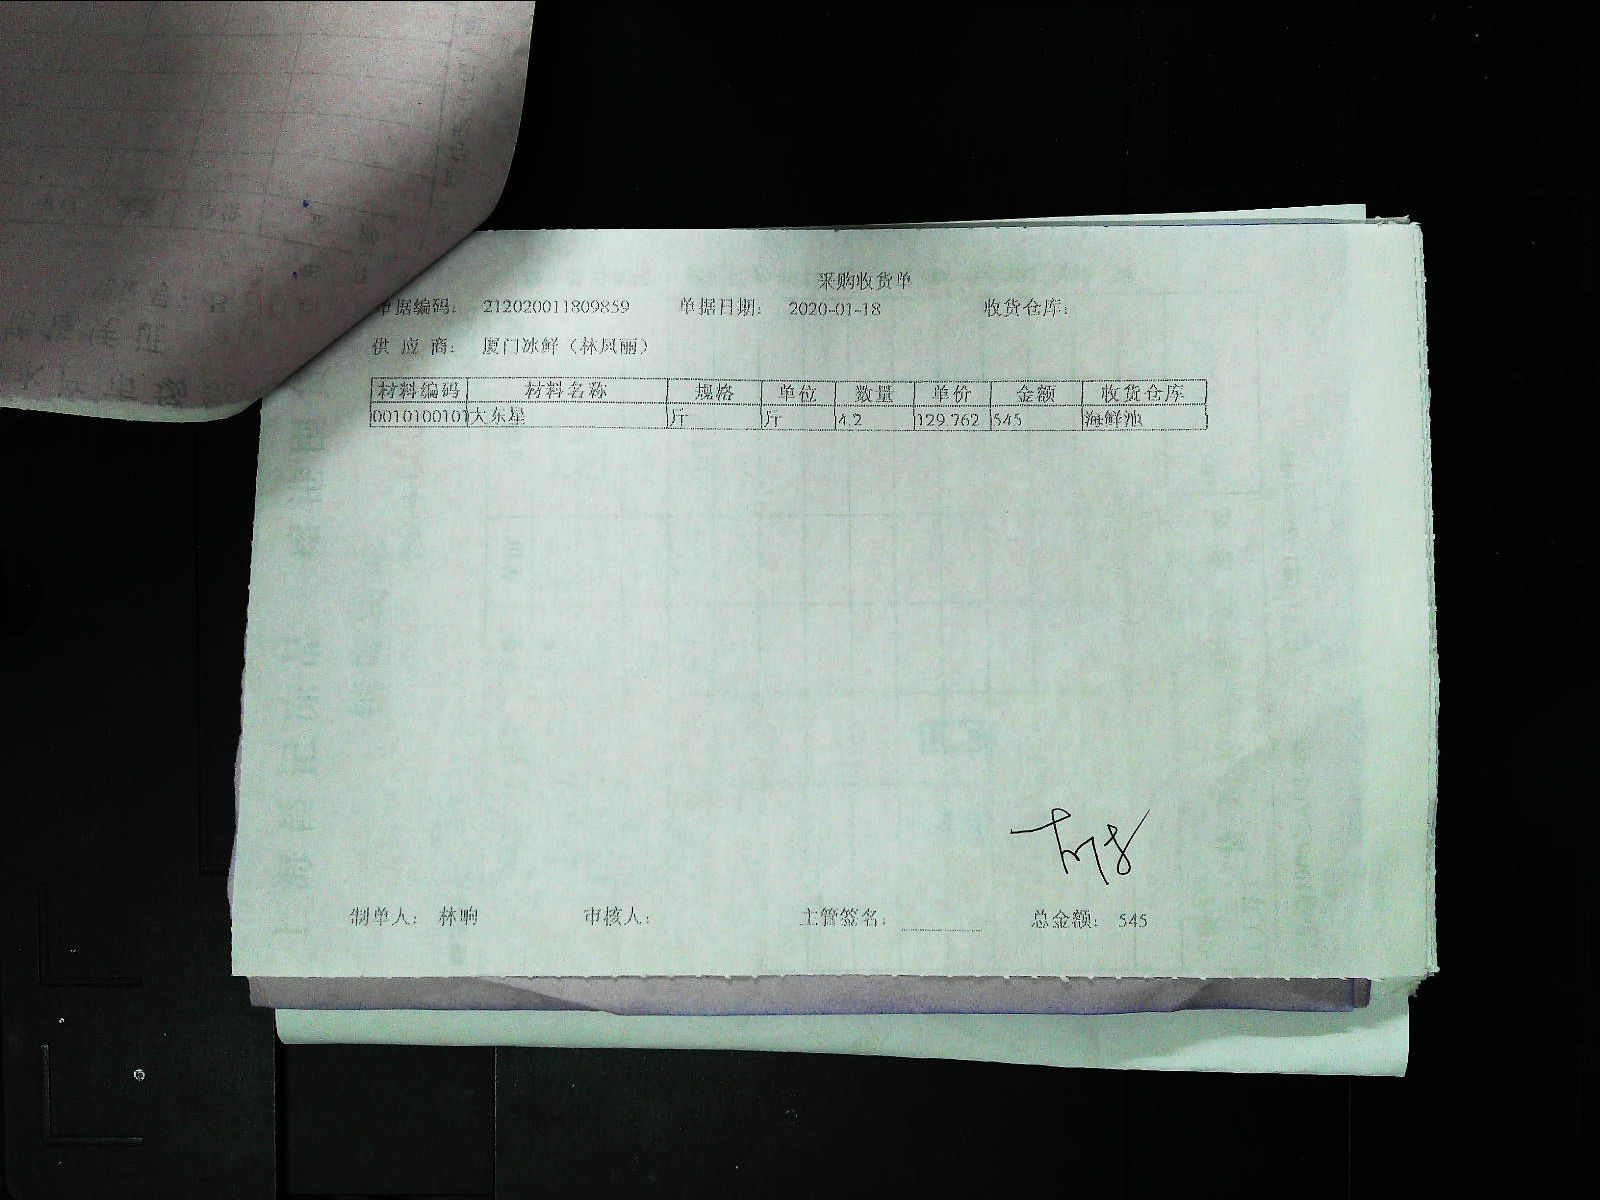 采购收货单
单据编码: 212020011809859 单据日期: 2020-01-18 收货仓库:
供 应 商: 厦门冰鲜（林凤丽）
材料编码 材料名称 规格 单位 数量 单价 金额 收货仓库
0010100101 大东星 斤 斤 4.2 129.762 545 海鲜池
制单人: 林晌 审核人: 主管签名: 总金额: 545